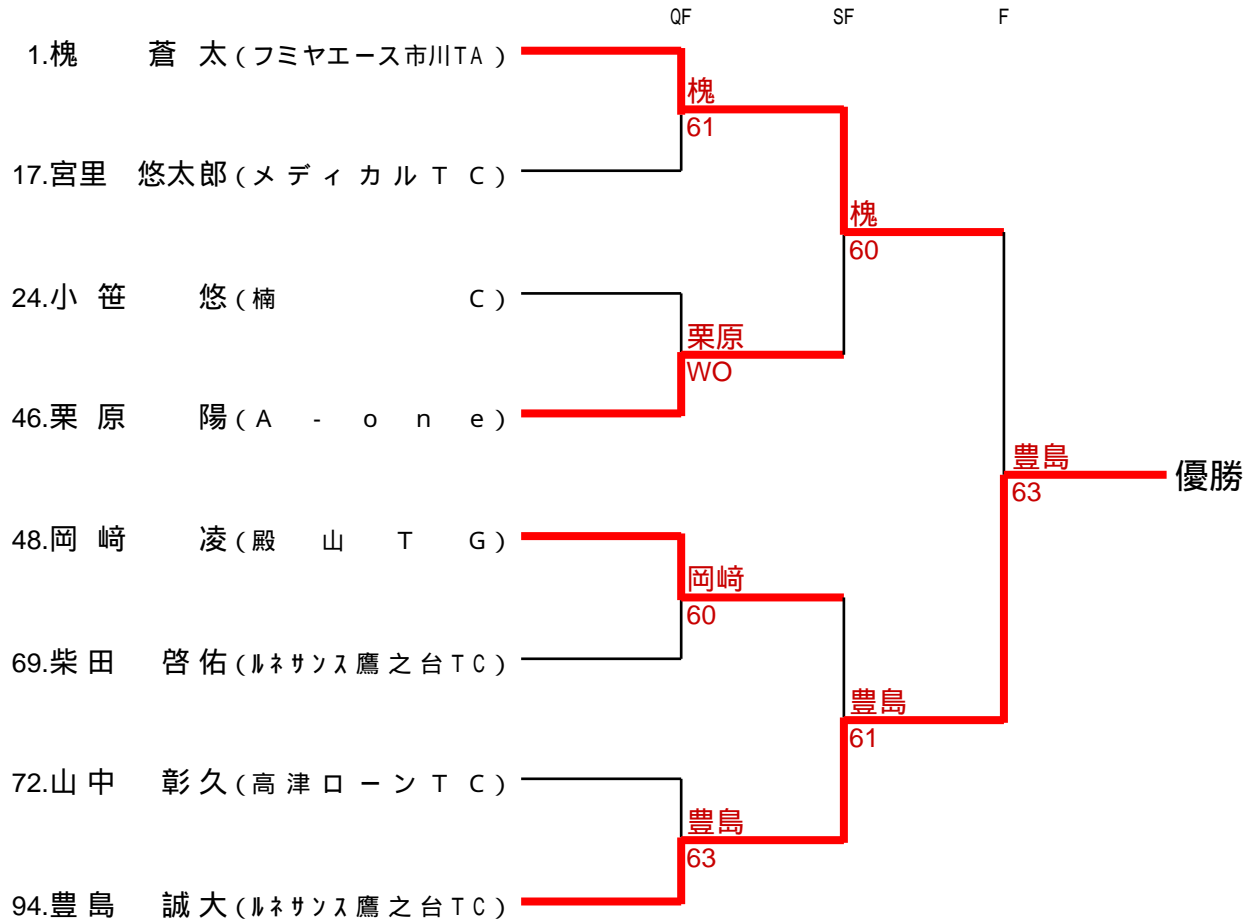 QF SF F
1.槐 蒼太(フミヤエース市川TA)
槐
61
17.宮里 悠太郎(メディカルTC)
槐
60
24.小笹 悠(楠 C)
栗原
WO
46.栗原 陽(A-one)
豊島 優勝
63
48.岡﨑 凌(殿山TG)
岡﨑
60
69.柴田 啓佑(ﾙﾈｻﾝｽ鷹之台TC)
豊島
61
72.山中 彰久(高津ローンTC)
豊島
63
94.豊島 誠大(ﾙﾈｻﾝｽ鷹之台TC)